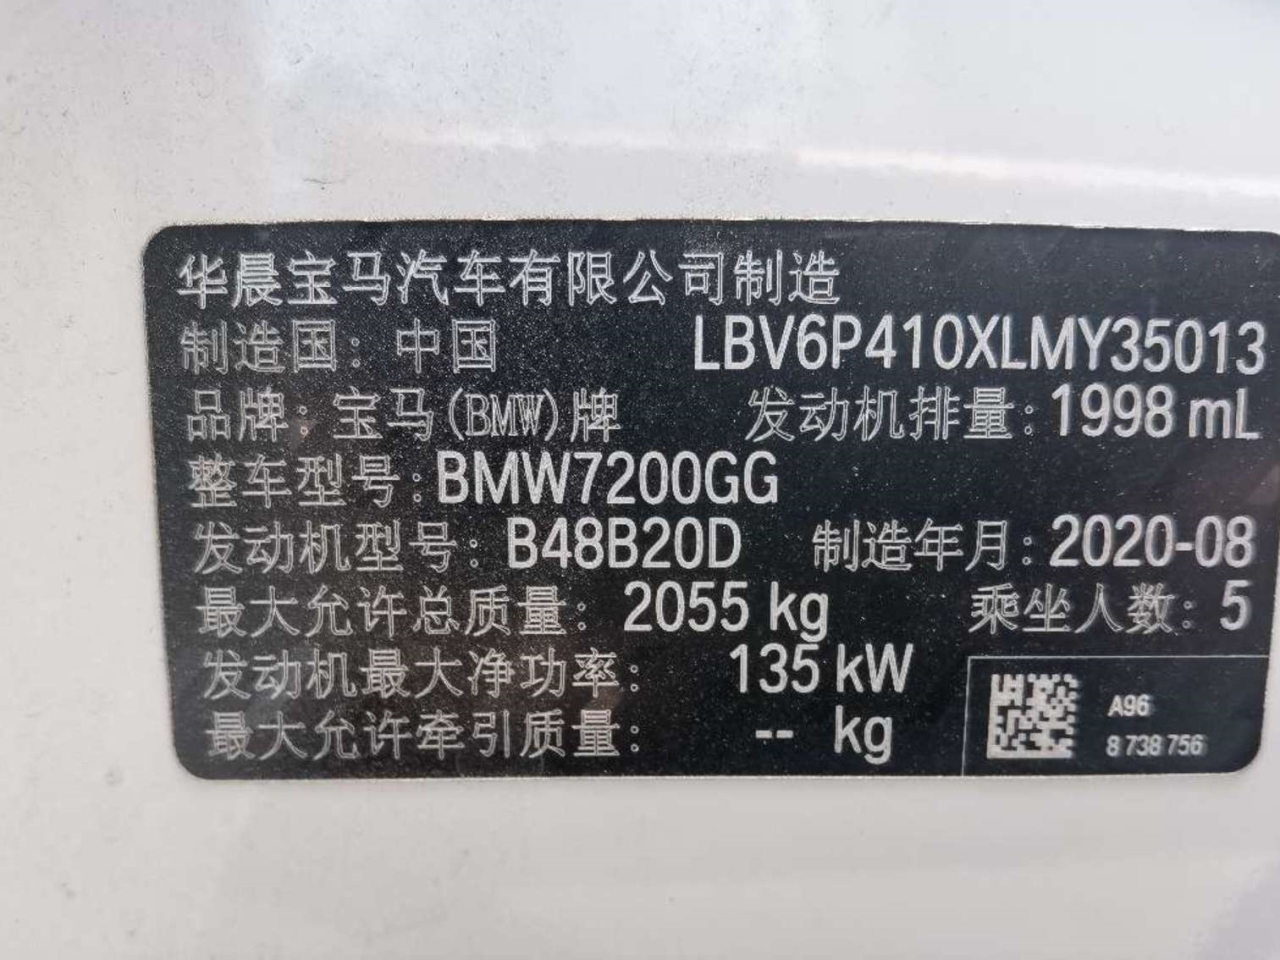 华晨宝马汽车有限公司制造
制造国: 中国 LBV6P410XLMY35013
品牌: 宝马(BMW)牌 发动机排量: 1998 mL
整车型号: BMW7200GG
发动机型号: B48B20D 制造年月: 2020-08
最大允许总质量: 2055 kg 乘坐人数: 5
发动机最大净功率: 135 kW
最大允许牵引质量: -- kg
A96
8 738 756